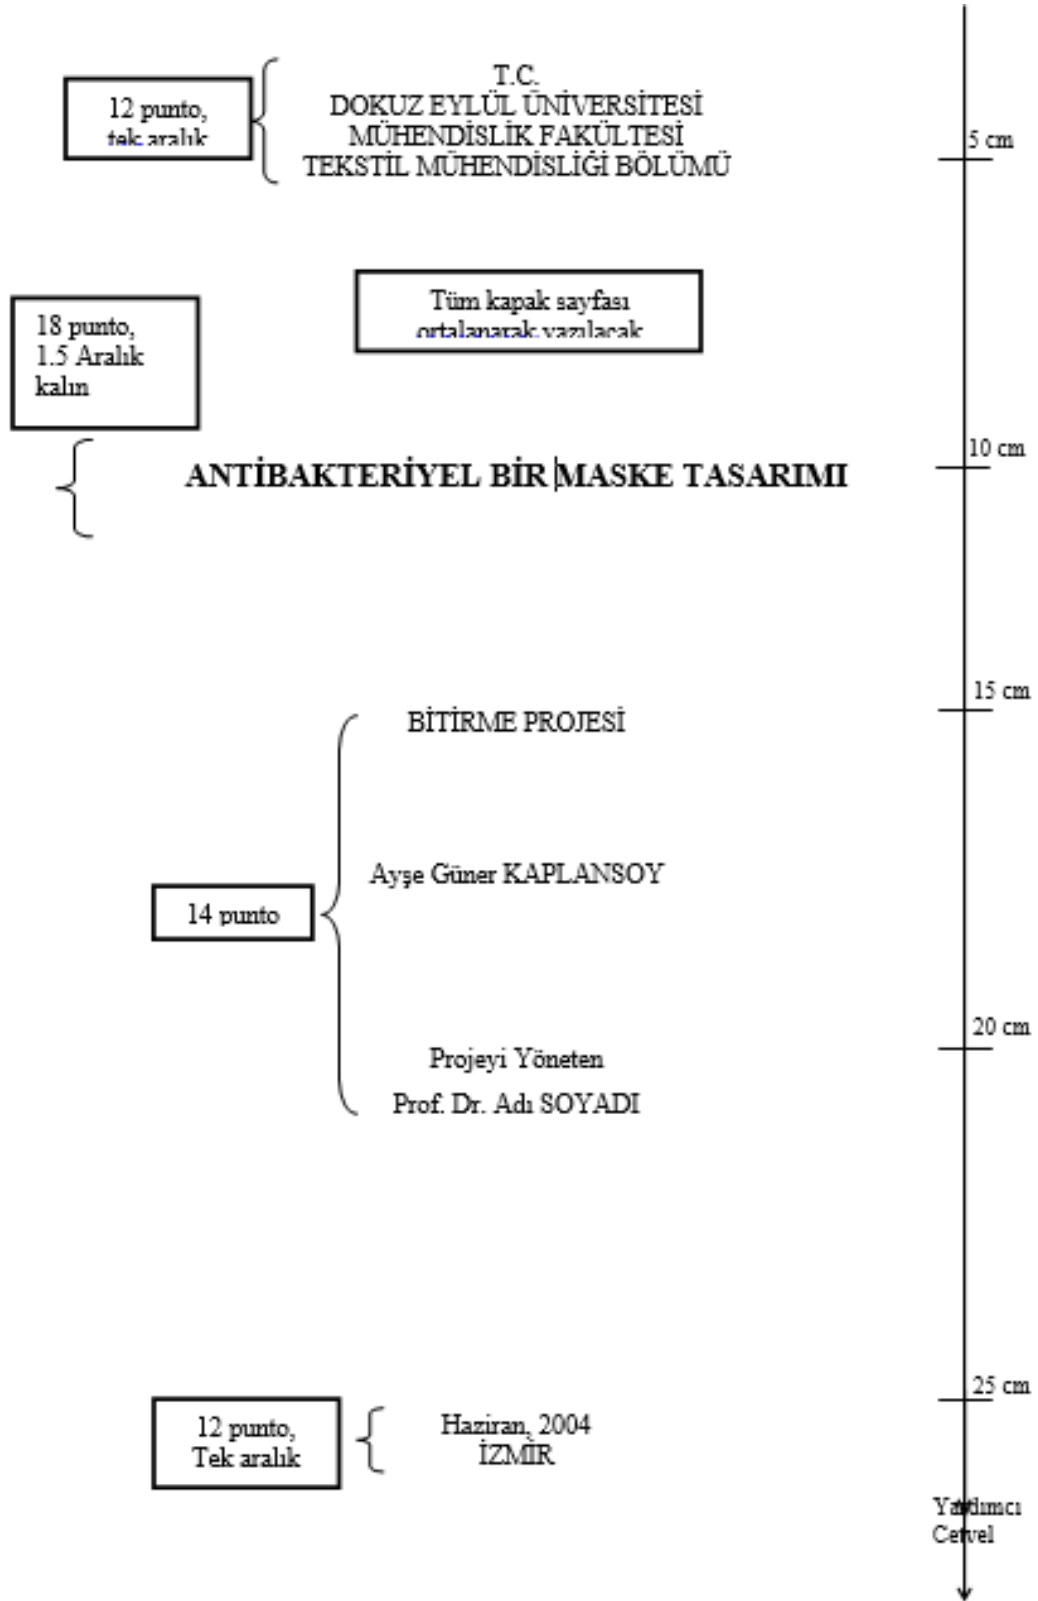 T.C.
DOKUZ EYLÜL ÜNİVERSİTESİ
MÜHENDİSLİK FAKÜLTESİ
TEKSTİL MÜHENDİSLİĞİ BÖLÜMÜ
12 punto,
tek aralık
5 cm
Tüm kapak sayfası
ortalanarak yazılacak
18 punto,
1.5 Aralık
kalın
10 cm
ANTİBAKTERİYEL BİR MASKE TASARIMI
15 cm
BİTİRME PROJESİ
Ayşe Güner KAPLANSOY
14 punto
20 cm
Projeyi Yöneten
Prof. Dr. Adı SOYADI
25 cm
12 punto,
Tek aralık
Haziran, 2004
İZMİR
Yardımcı
Cetvel